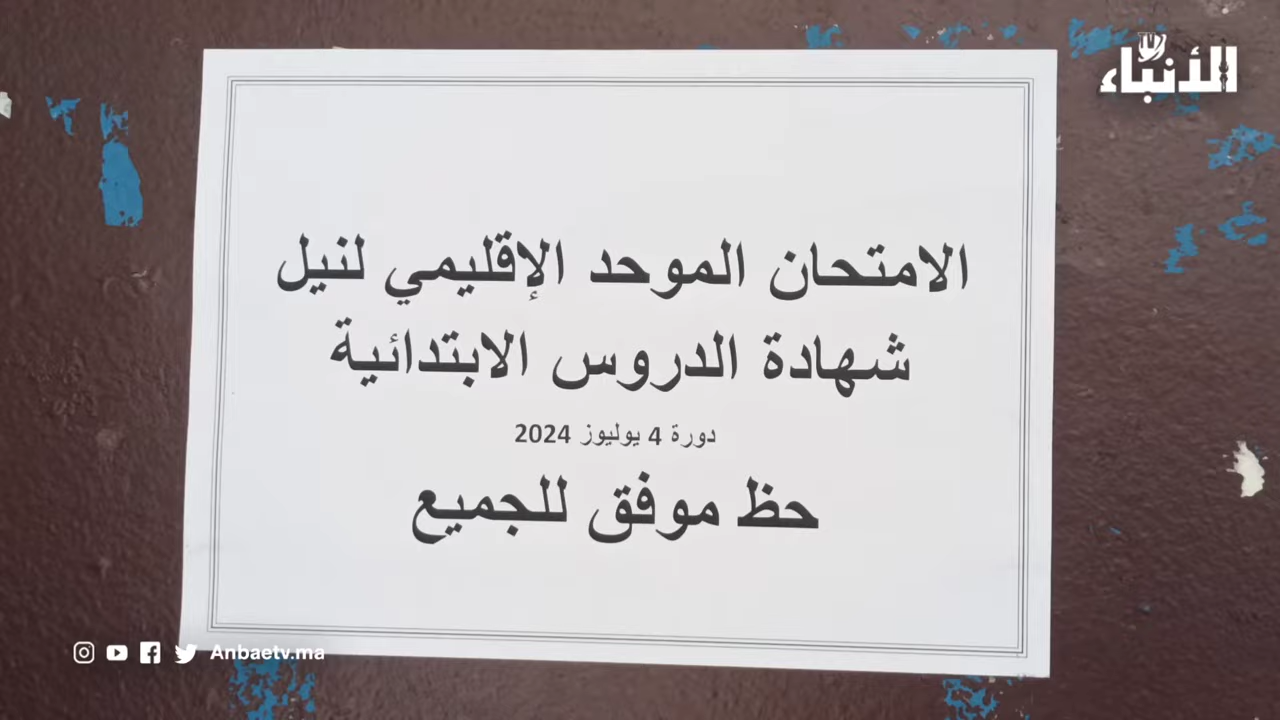 الأنباء
الامتحان الموحد الإقليمي لنيل
شهادة الدروس الابتدائية
دورة 4 يوليوز 2024
حظ موفق للجميع
Anbaetv.ma